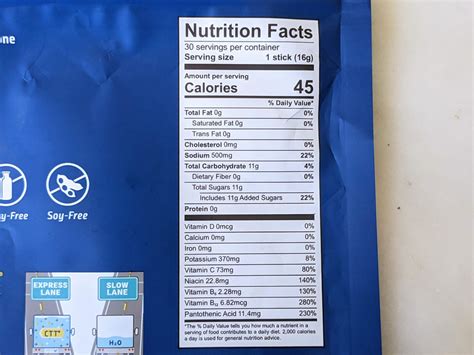 Nutrition Facts
30 servings per container
Serving size 1 stick (16g)
Amount per serving
Calories 45
% Daily Value*
Total Fat 0g 0%
Saturated Fat 0g 0%
Trans Fat 0g
Cholesterol 0mg 0%
Sodium 500mg 22%
Total Carbohydrate 11g 4%
Dietary Fiber 0g 0%
Total Sugars 11g
Includes 11g Added Sugars 22%
Protein 0g
Vitamin D 0mcg 0%
Calcium 0mg 0%
Iron 0mg 0%
Potassium 370mg 8%
Vitamin C 73mg 80%
Niacin 22.8mg 140%
Vitamin B₆ 2.28mg 130%
Vitamin B₁₂ 6.82mcg 280%
Pantothenic Acid 11.4mg 230%
*The % Daily Value tells you how much a nutrient in a
serving of food contributes to a daily diet. 2,000 calories
a day is used for general nutrition advice.
ne
y-Free
Soy-Free
EXPRESS
LANE
SLOW
LANE
CTT
H₂O